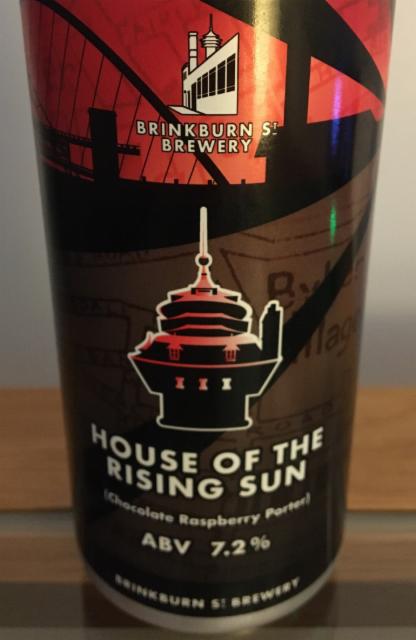 BRINKBURN ST
BREWERY
HOUSE OF THE
RISING SUN
(Chocolate Raspberry Porter)
ABV 7.2%
BRINKBURN ST BREWERY